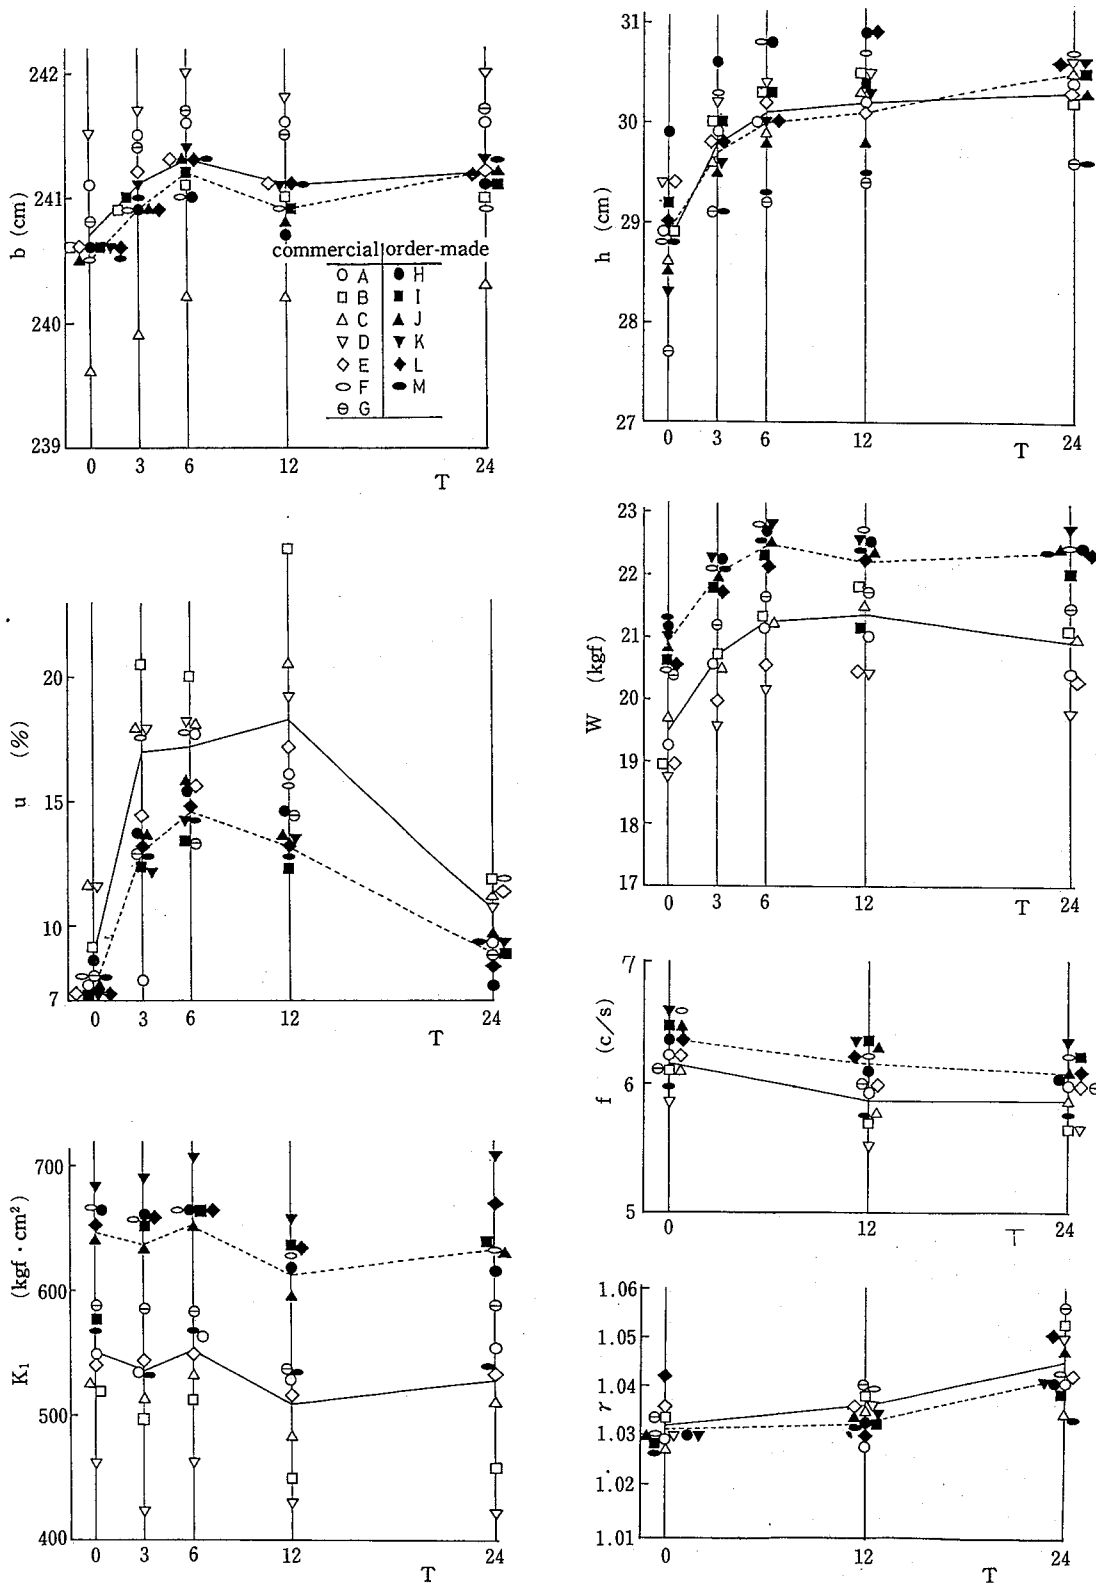 242
241
240
239
b (cm)
0 3 6 12 24
T
commercial order-made
A H
B I
C J
D K
E L
F M
G
31
30
29
28
27
h (cm)
0 3 6 12 24
T
20
15
10
7
u (%)
0 3 6 12 24
T
23
22
21
20
19
18
17
W (kgf)
0 3 6 12 24
T
7
6
5
f (c/s)
0 12 24
T
700
600
500
400
K₁ (kgf·cm²)
0 3 6 12 24
T
1.06
1.05
1.04
1.03
1.02
1.01
r
0 12 24
T